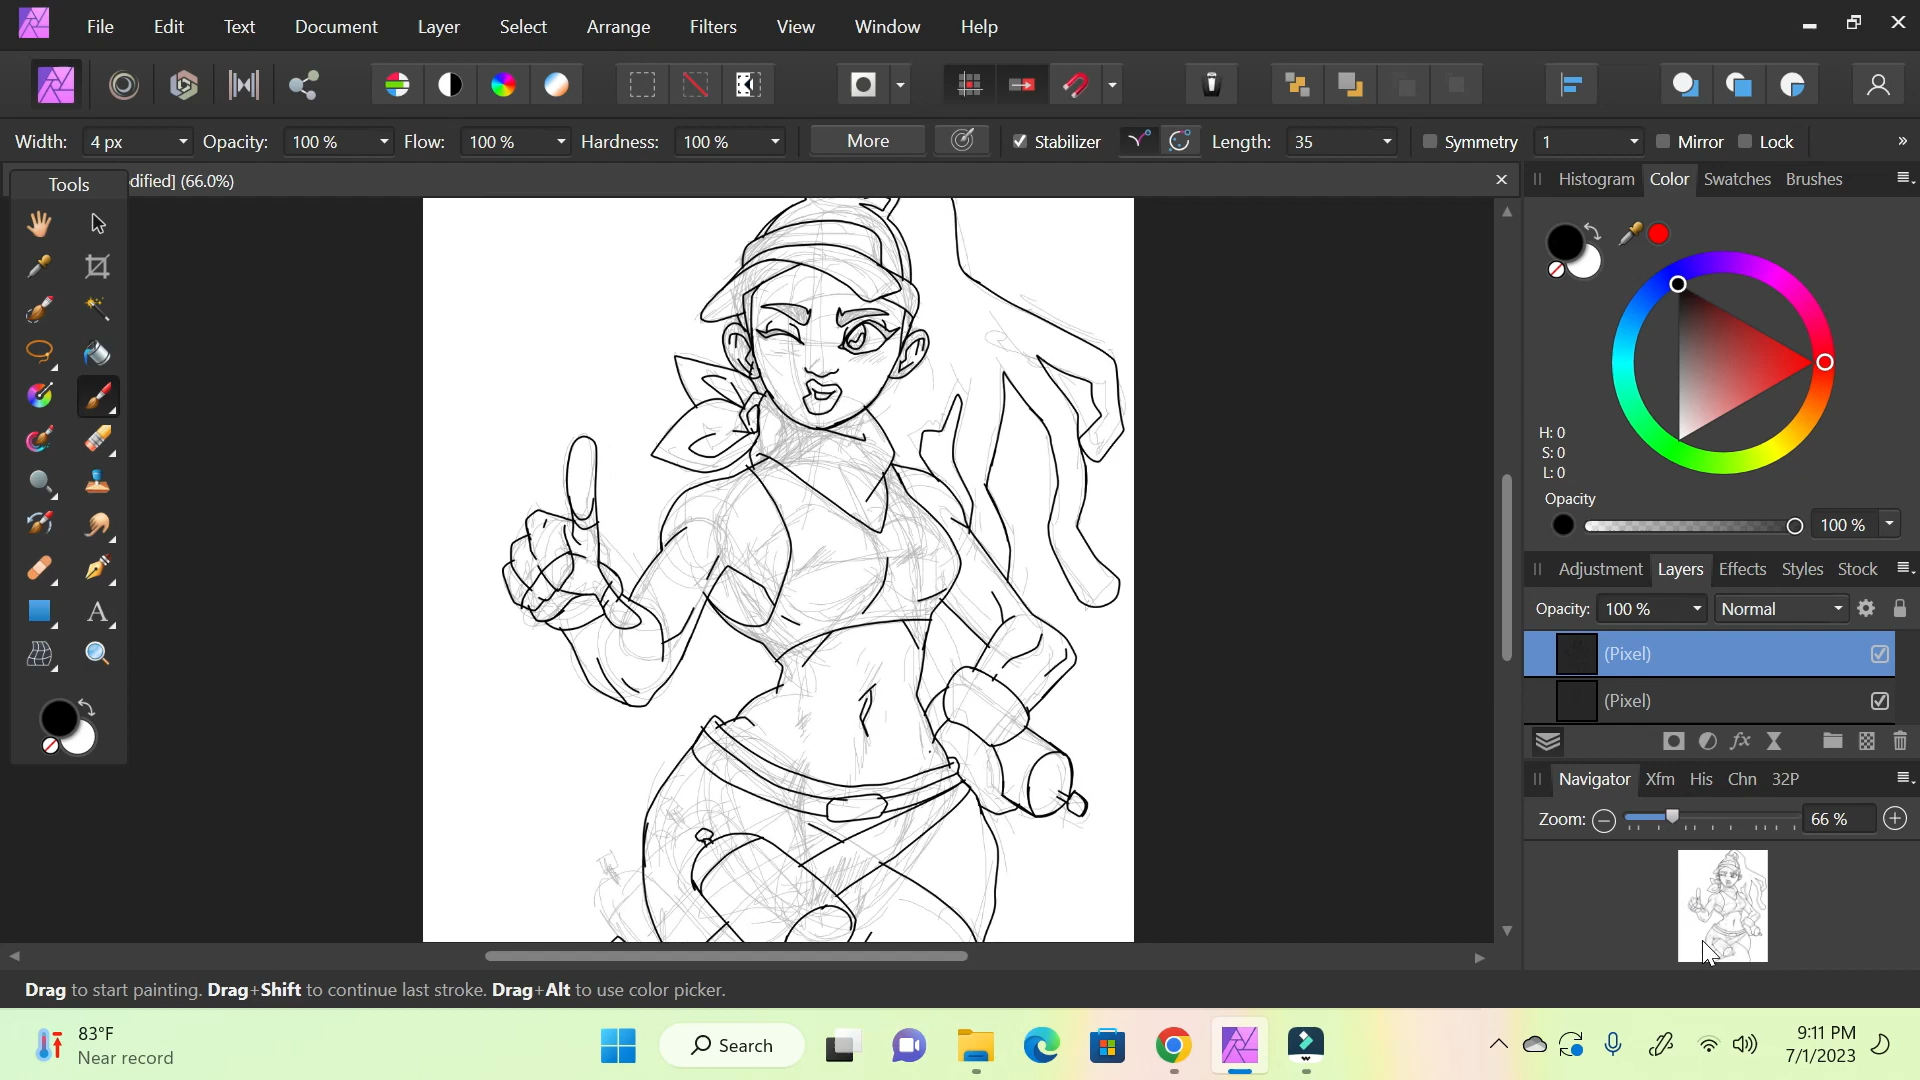 File Edit Text Document Layer Select Arrange Filters View Window Help
Width: 4 px Opacity: 100 % Flow: 100 % Hardness: 100 % More Stabilizer Length: 35 Symmetry 1 Mirror Lock »
Tools
dified] (66.0%)
Histogram Color Swatches Brushes
H: 0
S: 0
L: 0
Opacity
100 %
Adjustment Layers Effects Styles Stock
Opacity: 100 % Normal
(Pixel)
(Pixel)
Navigator Xfm His Chn 32P
Zoom: 66 %
Drag to start painting. Drag+Shift to continue last stroke. Drag+Alt to use color picker.
83°F
Near record
Search
9:11 PM
7/1/2023